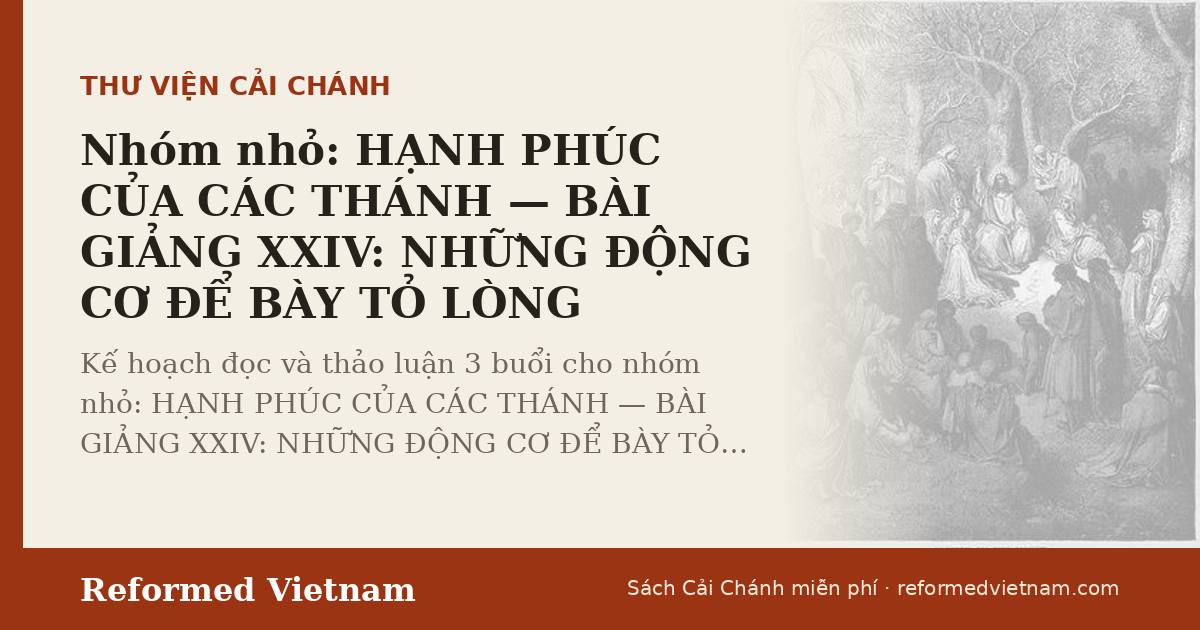 THƯ VIỆN CẢI CHÁNH
Nhóm nhỏ: HẠNH PHÚC
CỦA CÁC THÁNH — BÀI
GIẢNG XXIV: NHỮNG ĐỘNG
CƠ ĐỂ BÀY TỎ LÒNG
Kế hoạch đọc và thảo luận 3 buổi cho nhóm
nhỏ: HẠNH PHÚC CỦA CÁC THÁNH — BÀI
GIẢNG XXIV: NHỮNG ĐỘNG CƠ ĐỂ BÀY TỎ...
Reformed Vietnam
Sách Cải Chánh miễn phí · reformedvietnam.com